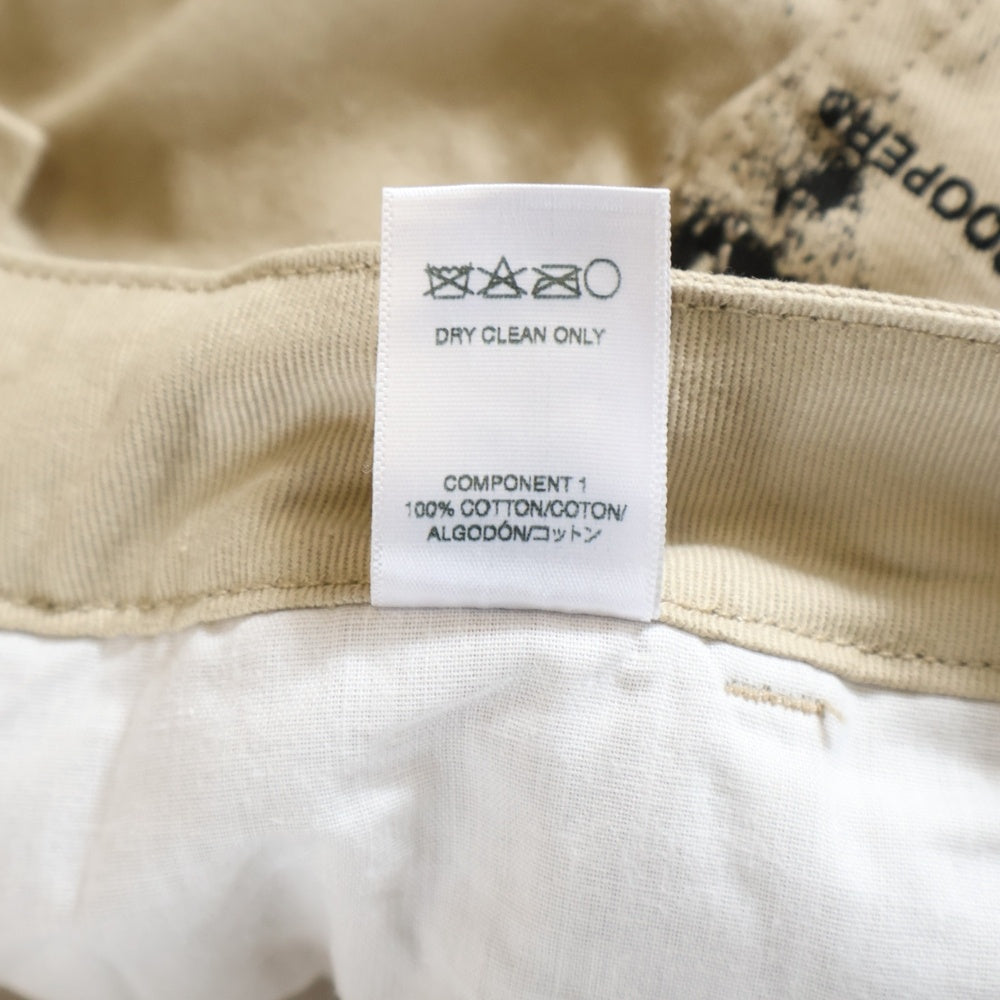 DRY CLEAN ONLY
COMPONENT 1
100% COTTON/COTON/
ALGODÓN/コットン